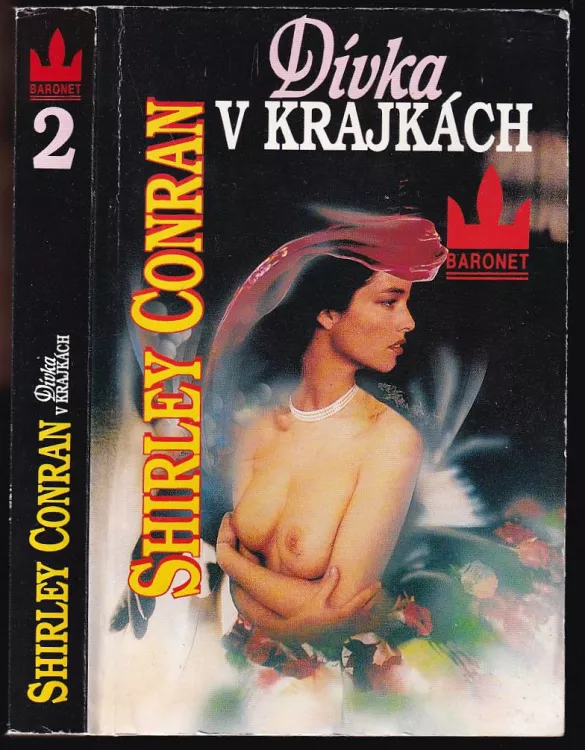 BARONET
2
SHIRLEY CONRAN
Dívka
V KRAJKÁCH
Dívka
V KRAJKÁCH
SHIRLEY CONRAN
BARONET